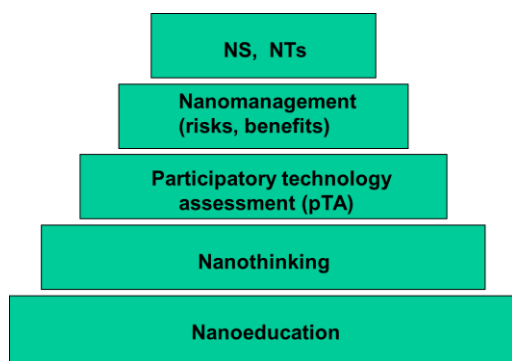 NS, NTs
Nanomanagement
(risks, benefits)
Participatory technology
assessment (pTA)
Nanothinking
Nanoeducation